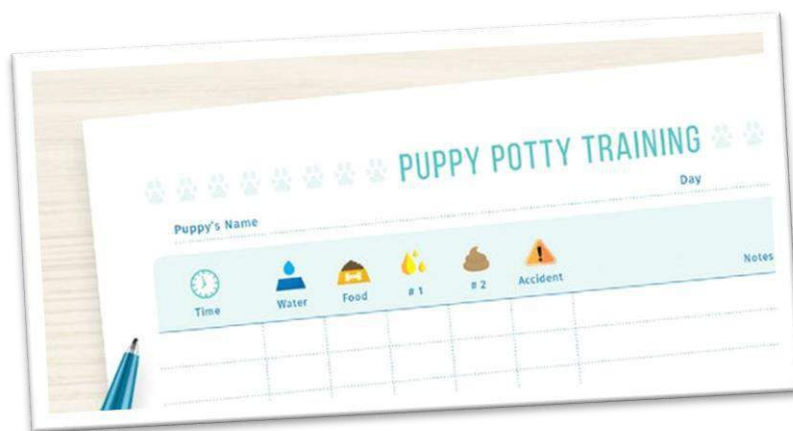 PUPPY POTTY TRAINING
Puppy's Name Day
Time Water Food #1 #2 Accident Notes